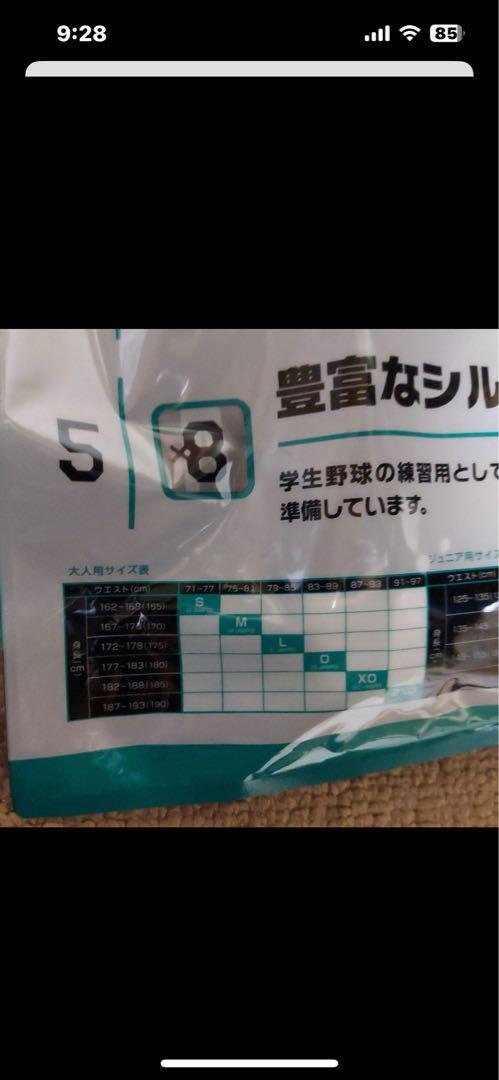 9:28
85
豊富なシル
5
8
学生野球の練習用として
準備しています。
大人用サイズ表
ジュニア用サイズ
ウエスト(cm) 71~77 75~81 79~85 83~89 87~93 91~97
ウエスト(cm)
162~168(165) S
125~135
167~173(170) M
135~145
172~178(175) L
177~183(180) O
182~188(185) XO
187~193(190)